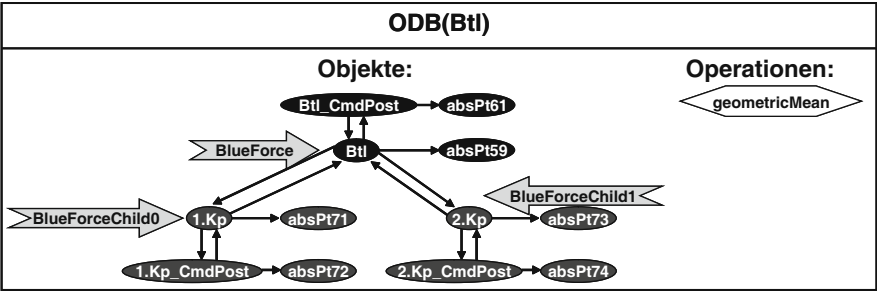 ODB(Btl)
Objekte:
Operationen:
Btl_CmdPost
absPt61
geometricMean
BlueForce
Btl
absPt59
BlueForceChild1
BlueForceChild0
1.Kp
absPt71
2.Kp
absPt73
1.Kp_CmdPost
absPt72
2.Kp_CmdPost
absPt74